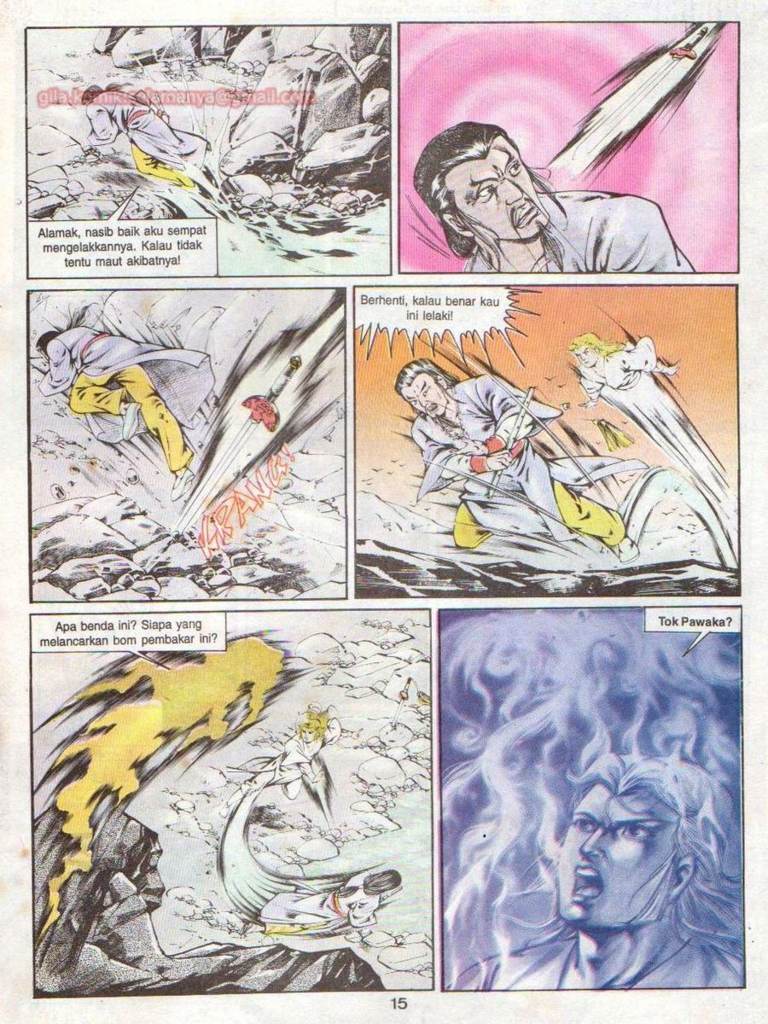 Alamak, nasib baik aku sempat
mengelakkannya. Kalau tidak
tentu maut akibatnya!
KRANG!
Berhenti, kalau benar kau
ini lelaki!
Apa benda ini? Siapa yang
melancarkan bom pembakar ini?
Tok Pawaka?
15